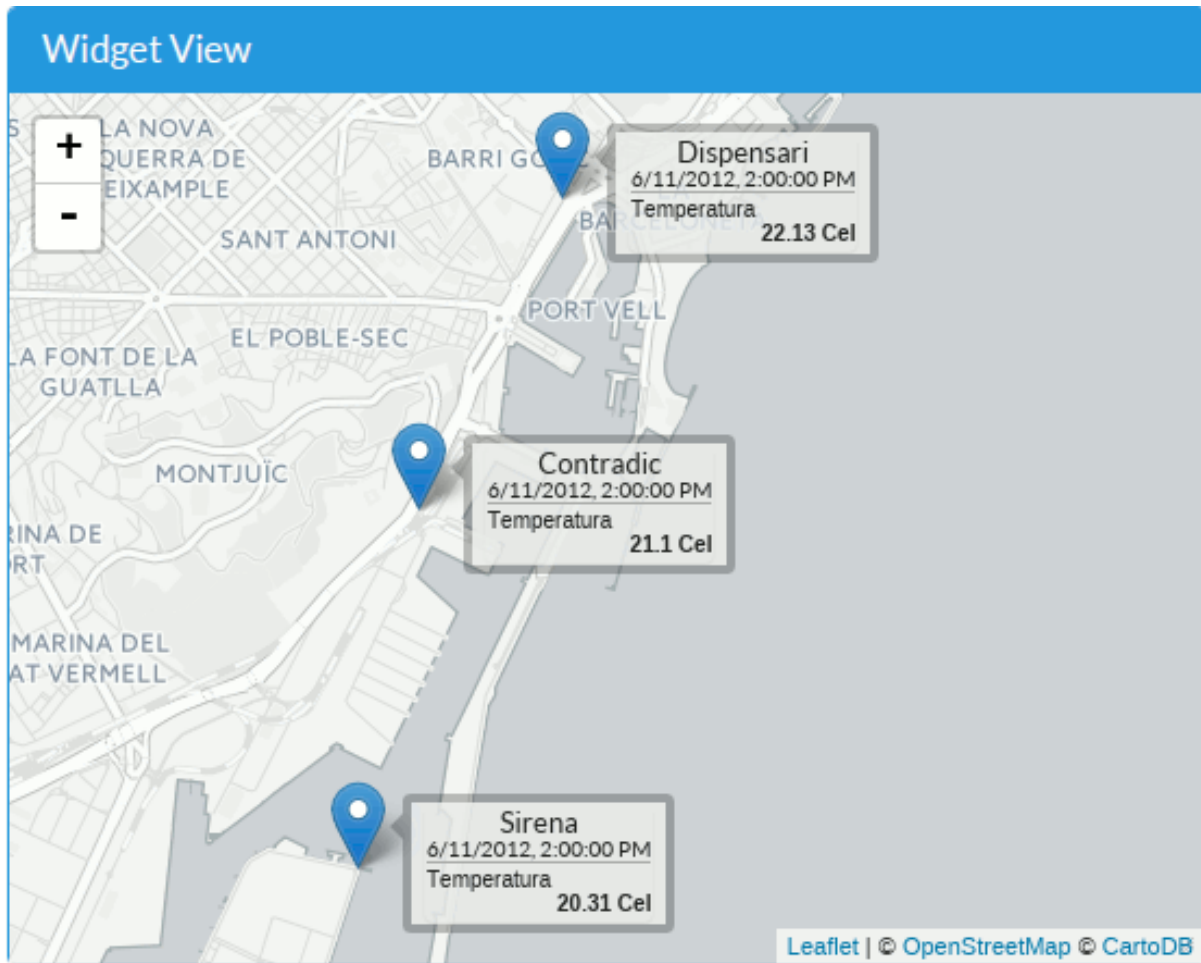 Widget View
+
-
S
LA NOVA
QUERRA DE
EIXAMPLE
BARRI GO
Dispensari
6/11/2012, 2:00:00 PM
Temperatura
22.13 Cel
BARCELONETA
SANT ANTONI
PORT VELL
EL POBLE-SEC
LA FONT DE LA
GUATLLA
MONTJUÏC
Contradic
6/11/2012, 2:00:00 PM
Temperatura
21.1 Cel
RINA DE
ORT
MARINA DEL
AT VERMELL
Sirena
6/11/2012, 2:00:00 PM
Temperatura
20.31 Cel
Leaflet | © OpenStreetMap © CartoDB